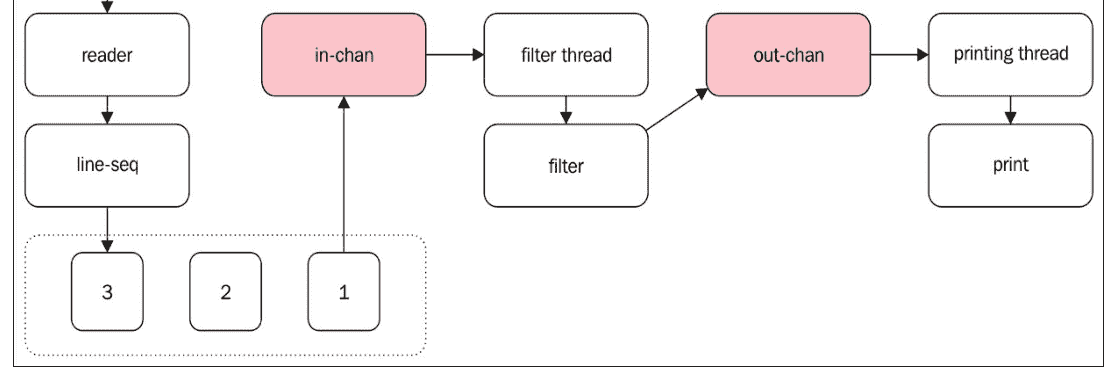 reader
in-chan
filter thread
out-chan
printing thread
line-seq
filter
print
3
2
1